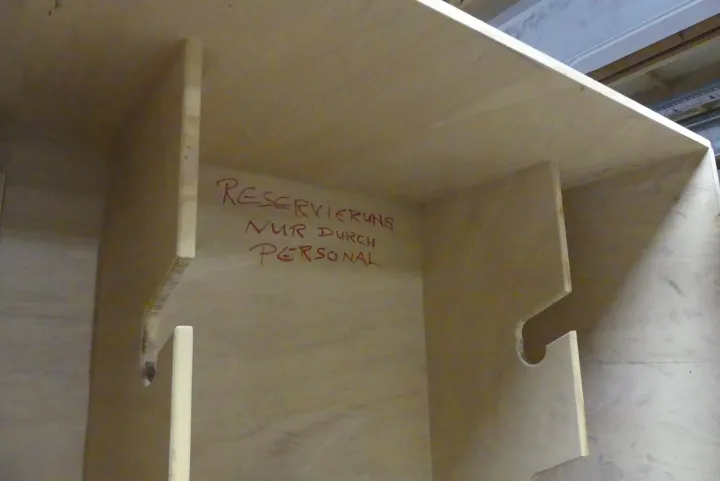 RESERVIERUNG
NUR DURCH
PERSONAL